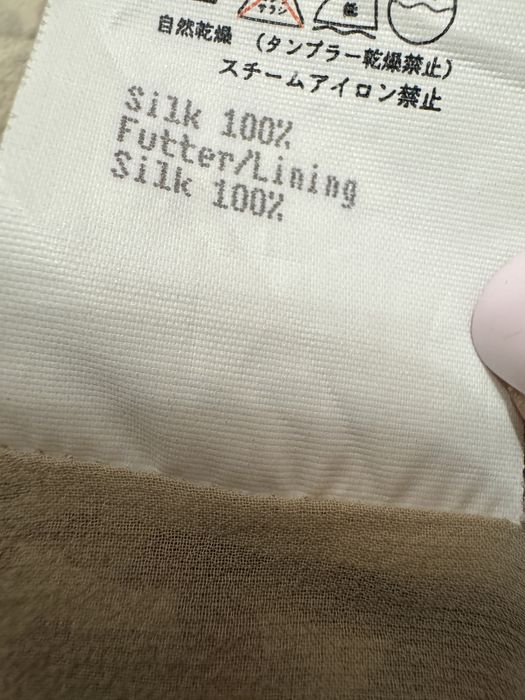 低
自然乾燥 (タンブラー乾燥禁止)
スチームアイロン禁止
Silk 100%
Futter/Lining
Silk 100%